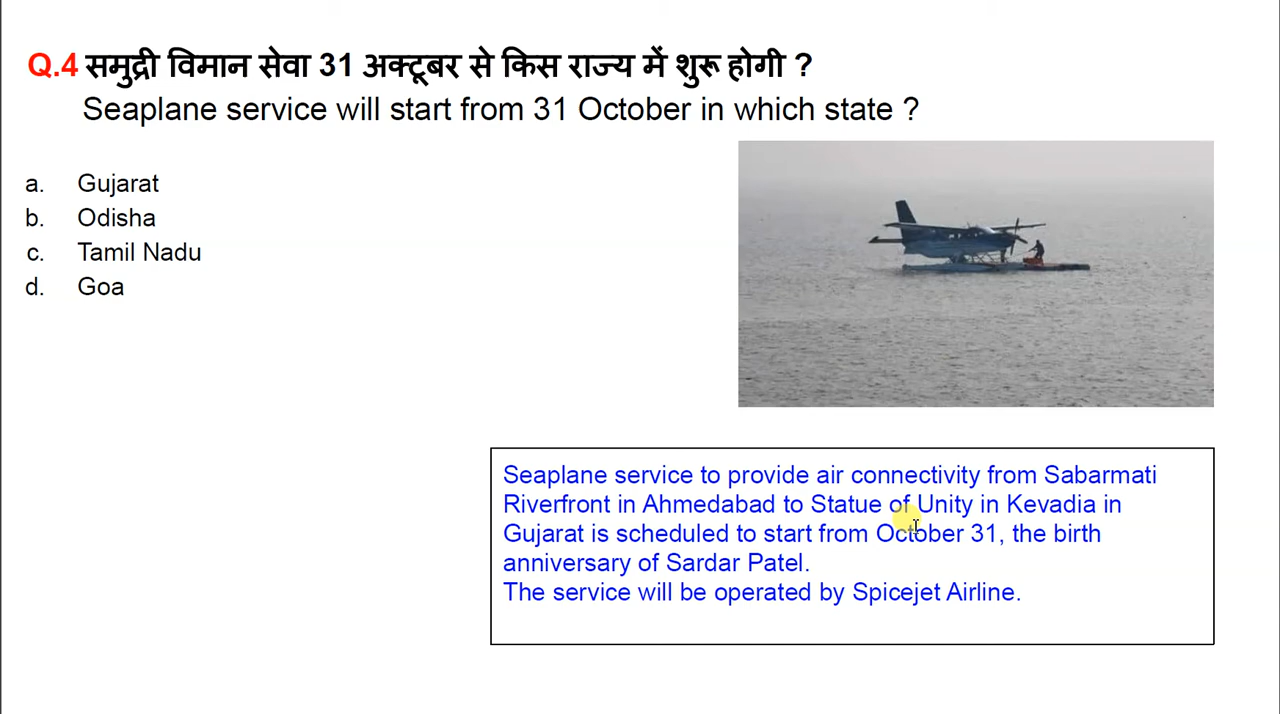 Q.4 समुद्री विमान सेवा 31 अक्टूबर से किस राज्य में शुरू होगी ?
Seaplane service will start from 31 October in which state ?
a. Gujarat
b. Odisha
c. Tamil Nadu
d. Goa
Seaplane service to provide air connectivity from Sabarmati
Riverfront in Ahmedabad to Statue of Unity in Kevadia in
Gujarat is scheduled to start from October 31, the birth
anniversary of Sardar Patel.
The service will be operated by Spicejet Airline.